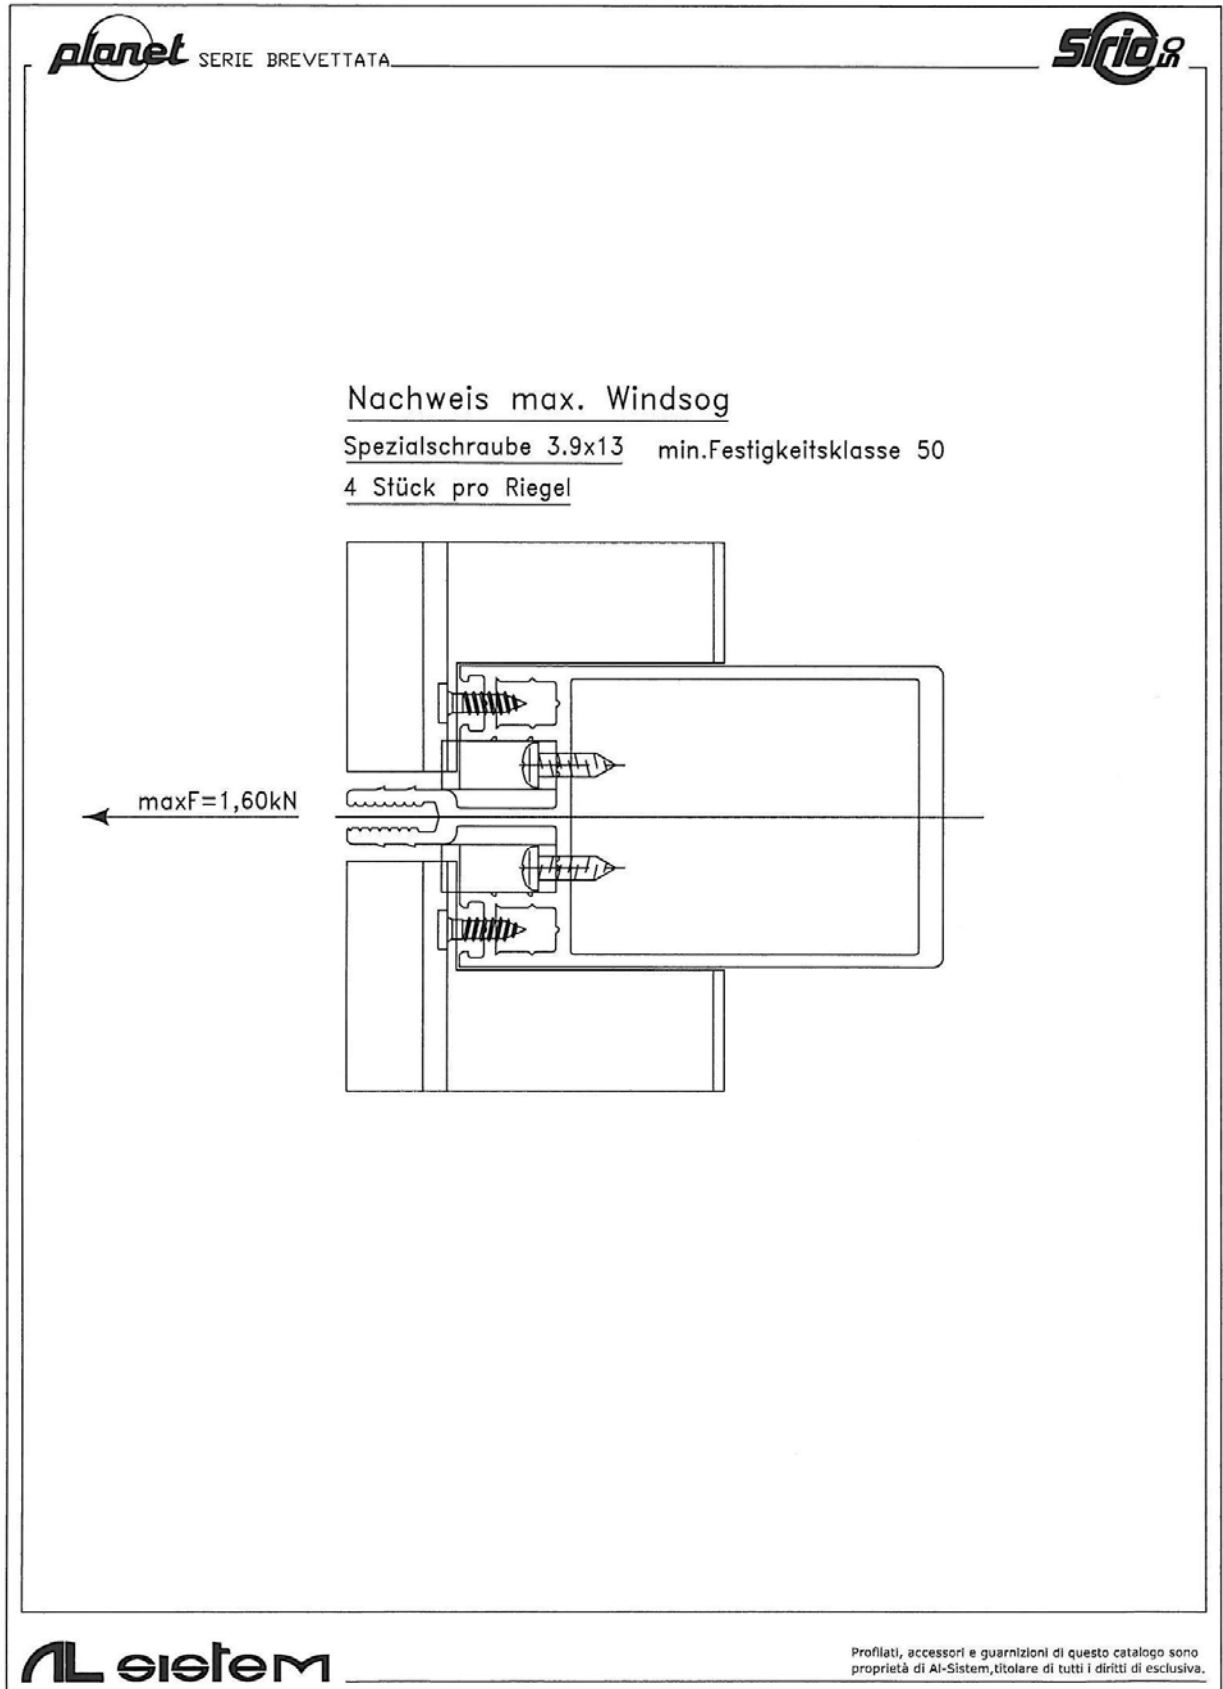 planet SERIE BREVETTATA
Sirio 50
Nachweis max. Windsog
Spezialschraube 3.9x13 min.Festigkeitsklasse 50
4 Stück pro Riegel
maxF=1,60kN
AL sistem
Profilati, accessori e guarnizioni di questo catalogo sono
proprietà di Al-Sistem,titolare di tutti i diritti di esclusiva.